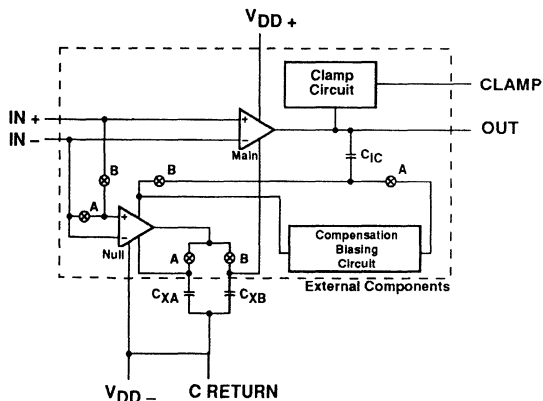 VDD +
Clamp
Circuit
CLAMP
IN +
+
OUT
IN −
−
Main
CIC
B
B
A
A
+
−
Null
Compensation
Biasing
Circuit
A
B
External Components
CXA
CXB
VDD −
C RETURN